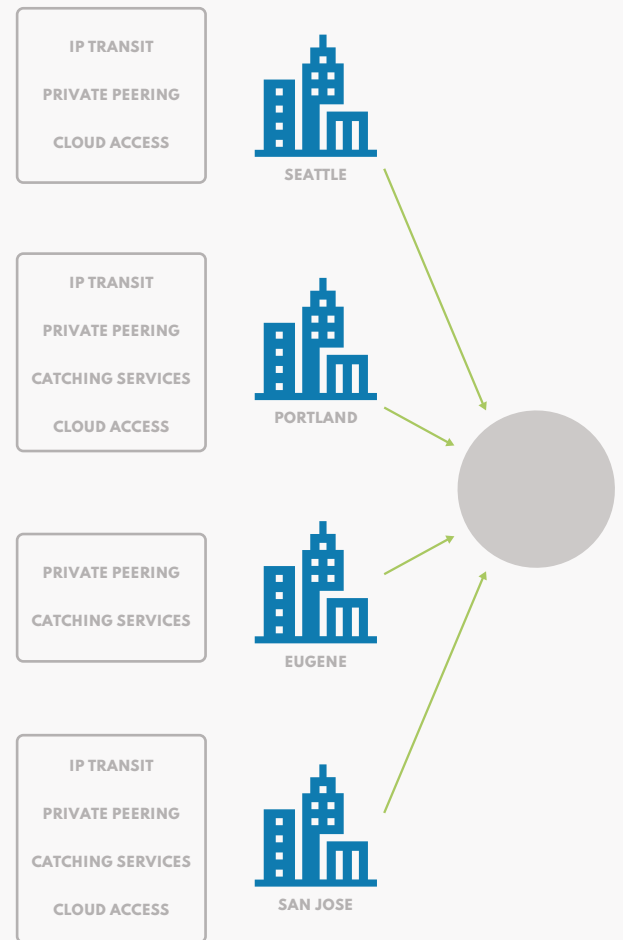 IP TRANSIT
PRIVATE PEERING
CLOUD ACCESS
SEATTLE
IP TRANSIT
PRIVATE PEERING
CATCHING SERVICES
CLOUD ACCESS
PORTLAND
PRIVATE PEERING
CATCHING SERVICES
EUGENE
IP TRANSIT
PRIVATE PEERING
CATCHING SERVICES
CLOUD ACCESS
SAN JOSE